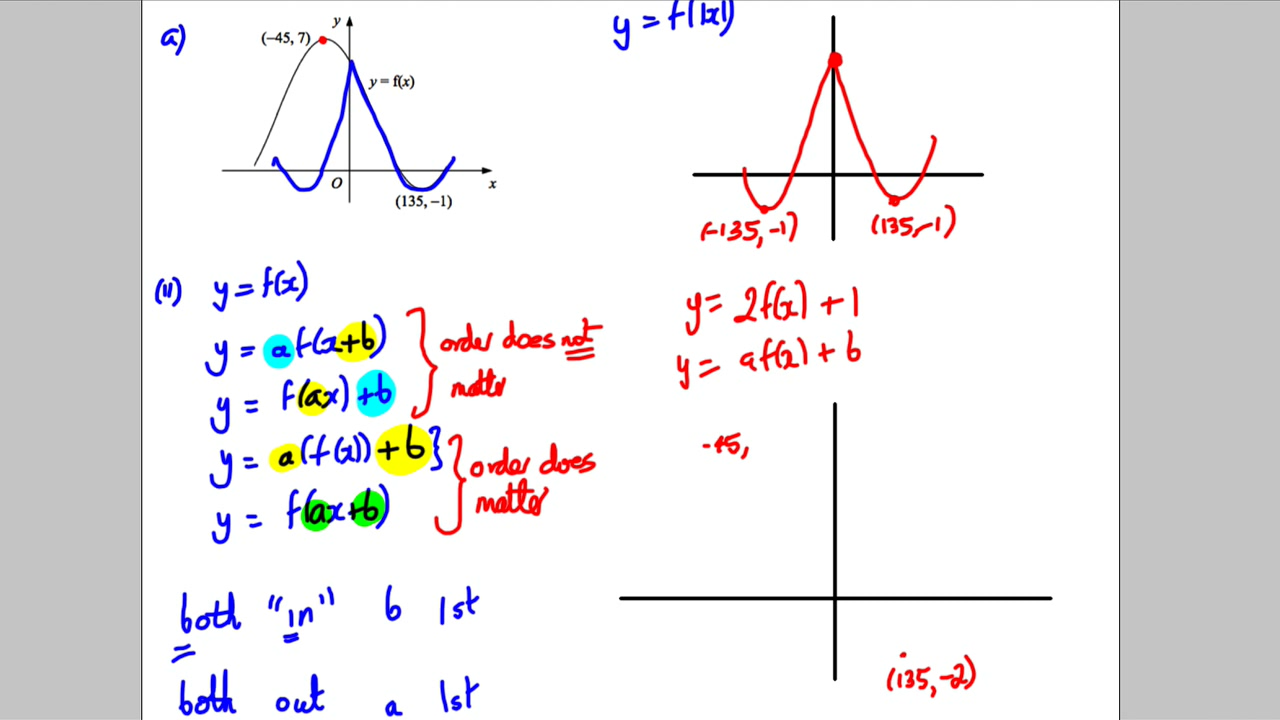 a)
y
(−45, 7)
y = f(x)
O
x
(135, −1)
(ii) y = f(x)
y = af(x+b)
y = f(ax) +b
order does not
matter
y = a(f(x)) + b}
y = f(ax+b)
order does
matter
both "in" b 1st
both out a 1st
y = f(|x|)
(-135, -1)
(135, -1)
y = 2f(x) + 1
y = af(x) + b
-45,
(135, -2)